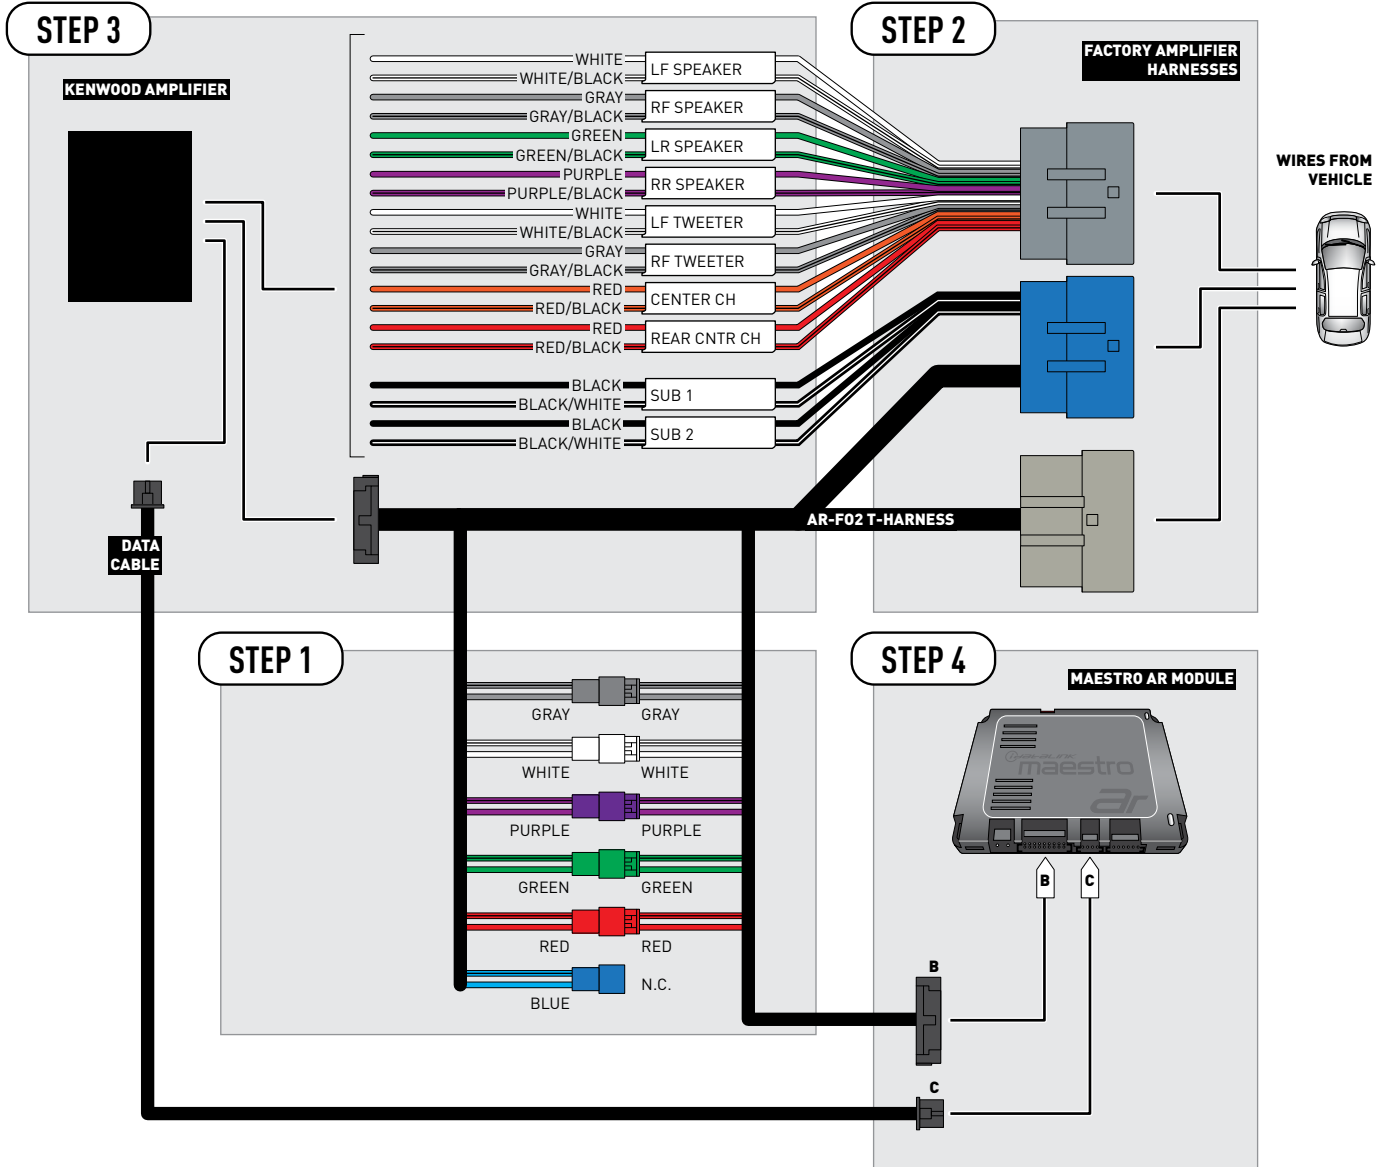 STEP 3
STEP 2
KENWOOD AMPLIFIER
FACTORY AMPLIFIER
HARNESSES
WIRES FROM
VEHICLE
WHITE
WHITE/BLACK
LF SPEAKER
GRAY
GRAY/BLACK
RF SPEAKER
GREEN
GREEN/BLACK
LR SPEAKER
PURPLE
PURPLE/BLACK
RR SPEAKER
WHITE
WHITE/BLACK
LF TWEETER
GRAY
GRAY/BLACK
RF TWEETER
RED
RED/BLACK
CENTER CH
RED
RED/BLACK
REAR CNTR CH
BLACK
BLACK/WHITE
SUB 1
BLACK
BLACK/WHITE
SUB 2
DATA
CABLE
AR-FO2 T-HARNESS
STEP 1
GRAY
GRAY
WHITE
WHITE
PURPLE
PURPLE
GREEN
GREEN
RED
RED
BLUE
N.C.
STEP 4
MAESTRO AR MODULE
maestro
ar
B
C
B
C